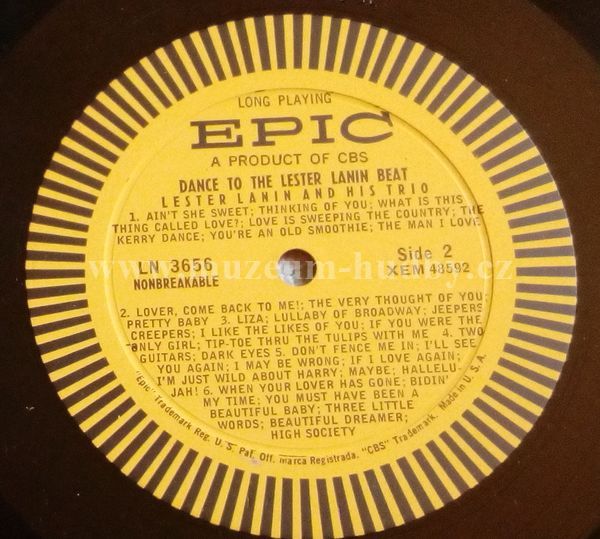 LONG PLAYING
EPIC
A PRODUCT OF CBS
DANCE TO THE LESTER LANIN BEAT
LESTER LANIN AND HIS TRIO
1. AIN'T SHE SWEET; THINKING OF YOU; WHAT IS THIS
THING CALLED LOVE?; LOVE IS SWEEPING THE COUNTRY; THE
KERRY DANCE; YOU'RE AN OLD SMOOTHIE; THE MAN I LOVE
LN 3656
NONBREAKABLE
Side 2
XEM 48592
www.muzeum-hudby.cz
2. LOVER, COME BACK TO ME!; THE VERY THOUGHT OF YOU;
PRETTY BABY 3. LIZA; LULLABY OF BROADWAY; JEEPERS
CREEPERS; I LIKE THE LIKES OF YOU; IF YOU WERE THE
ONLY GIRL; TIP-TOE THRU THE TULIPS WITH ME 4. TWO
GUITARS; DARK EYES 5. DON'T FENCE ME IN; I'LL SEE
YOU AGAIN; I MAY BE WRONG; IF I LOVE AGAIN;
I'M JUST WILD ABOUT HARRY; MAYBE; HALLELU-
JAH! 6. WHEN YOUR LOVER HAS GONE; BIDIN'
MY TIME; YOU MUST HAVE BEEN A
BEAUTIFUL BABY; THREE LITTLE
WORDS; BEAUTIFUL DREAMER;
HIGH SOCIETY
"Epic" Trademark Reg. U. S. Pat. Off. Marca Registrada. "CBS" Trademark. Made in U. S. A.